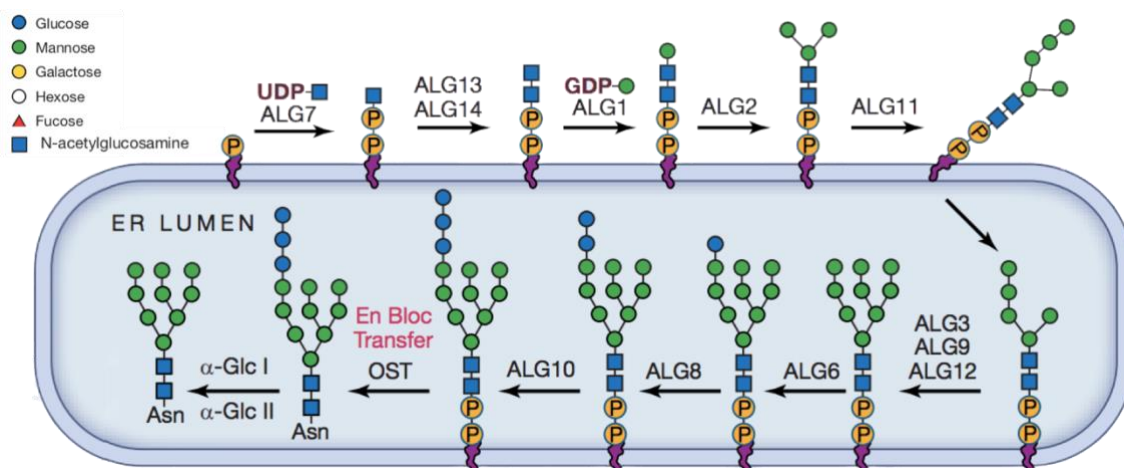 Glucose
Mannose
Galactose
Hexose
Fucose
N-acetylglucosamine
UDP
ALG7
ALG13
ALG14
GDP
ALG1
ALG2
ALG11
P
P
P
P
P
P
P
P
P
P
P
ER LUMEN
ALG3
ALG9
ALG12
ALG6
ALG8
ALG10
En Bloc
Transfer
OST
α-Glc I
α-Glc II
Asn
Asn
P
P
P
P
P
P
P
P
P
P